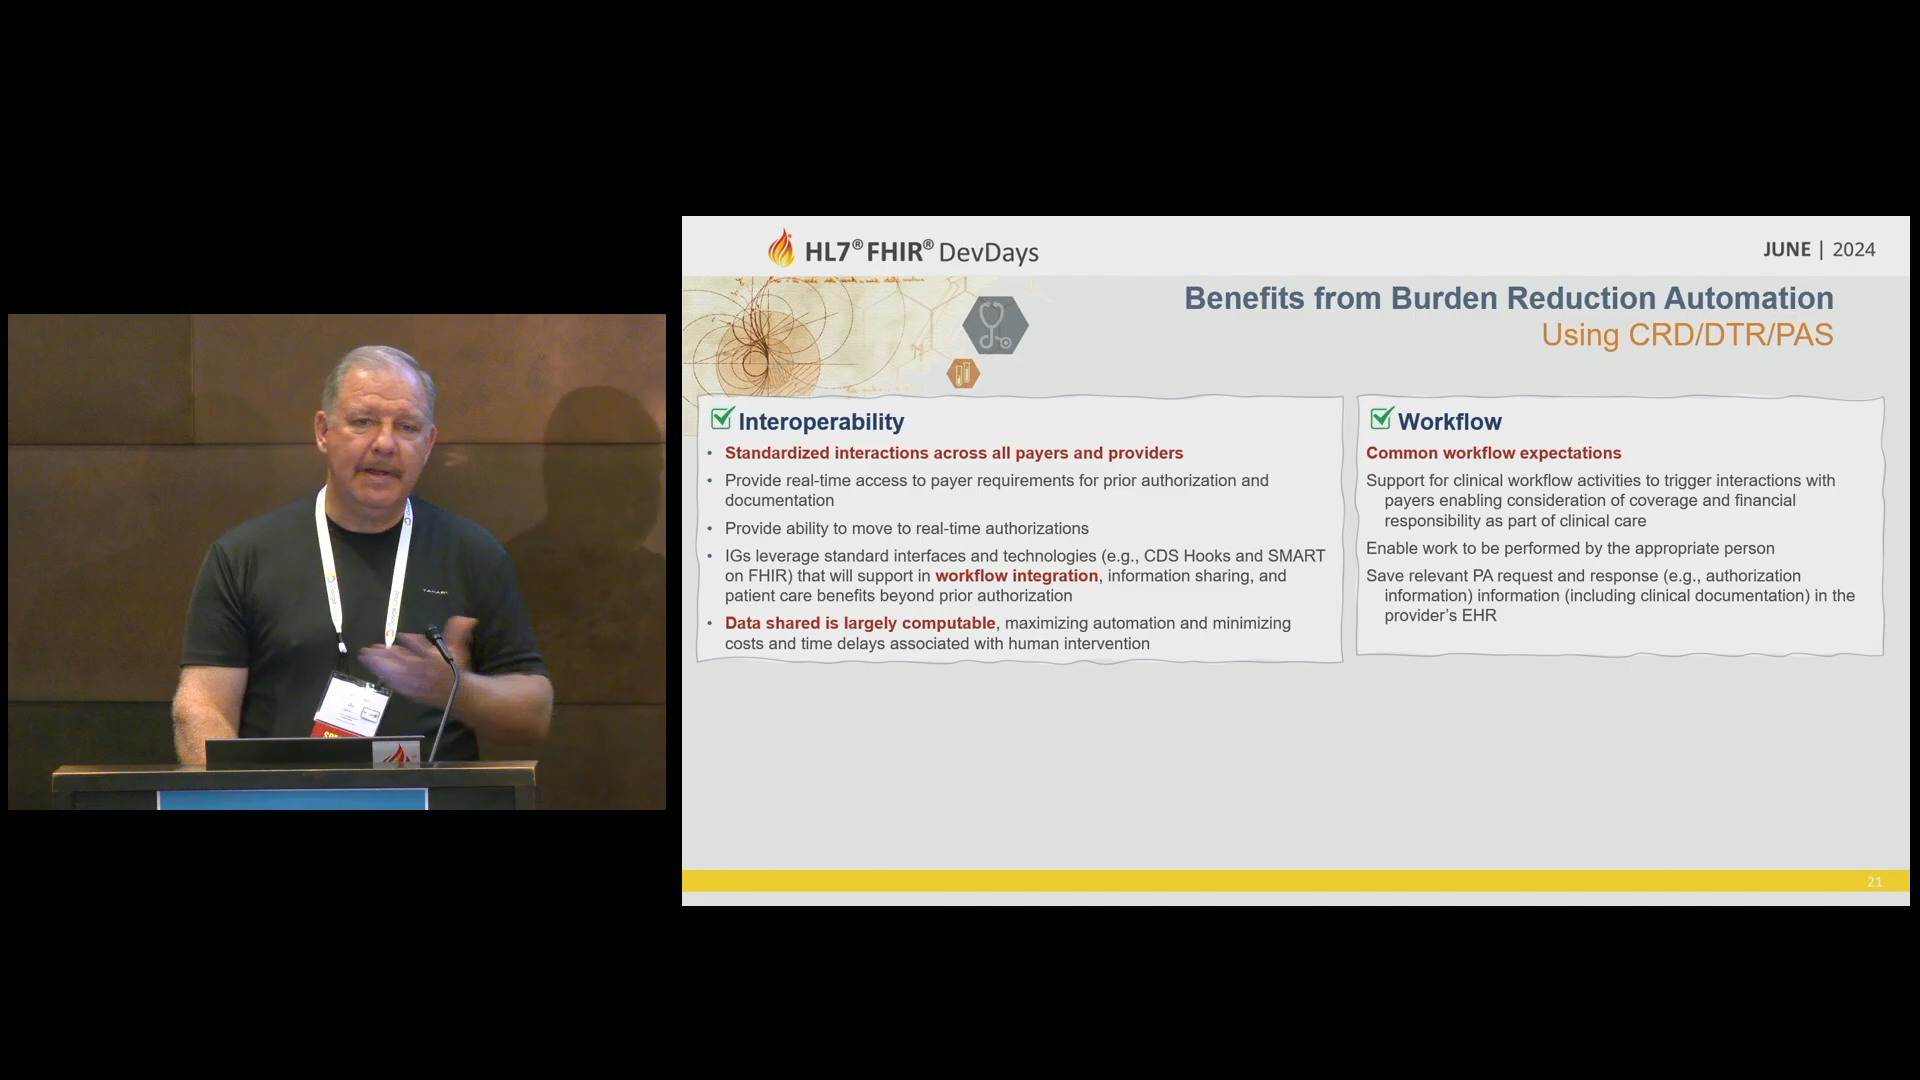 HL7® FHIR® DevDays
JUNE | 2024
Benefits from Burden Reduction Automation
Using CRD/DTR/PAS
Interoperability
• Standardized interactions across all payers and providers
• Provide real-time access to payer requirements for prior authorization and
documentation
• Provide ability to move to real-time authorizations
• IGs leverage standard interfaces and technologies (e.g., CDS Hooks and SMART
on FHIR) that will support in workflow integration, information sharing, and
patient care benefits beyond prior authorization
• Data shared is largely computable, maximizing automation and minimizing
costs and time delays associated with human intervention
Workflow
Common workflow expectations
Support for clinical workflow activities to trigger interactions with
payers enabling consideration of coverage and financial
responsibility as part of clinical care
Enable work to be performed by the appropriate person
Save relevant PA request and response (e.g., authorization
information) information (including clinical documentation) in the
provider's EHR
21